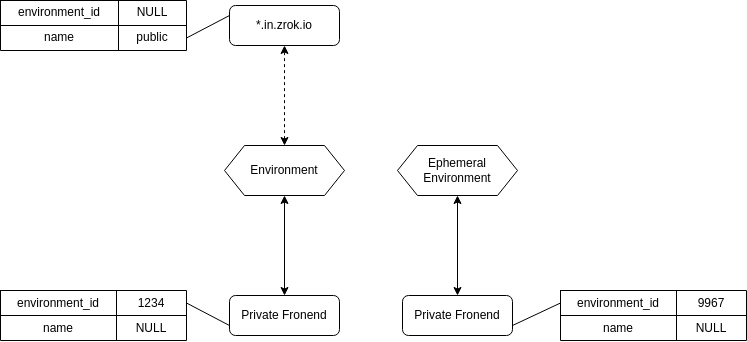 environment_id NULL
name public
*.in.zrok.io
Environment
Ephemeral
Environment
environment_id 1234
name NULL
Private Fronend
Private Fronend
environment_id 9967
name NULL